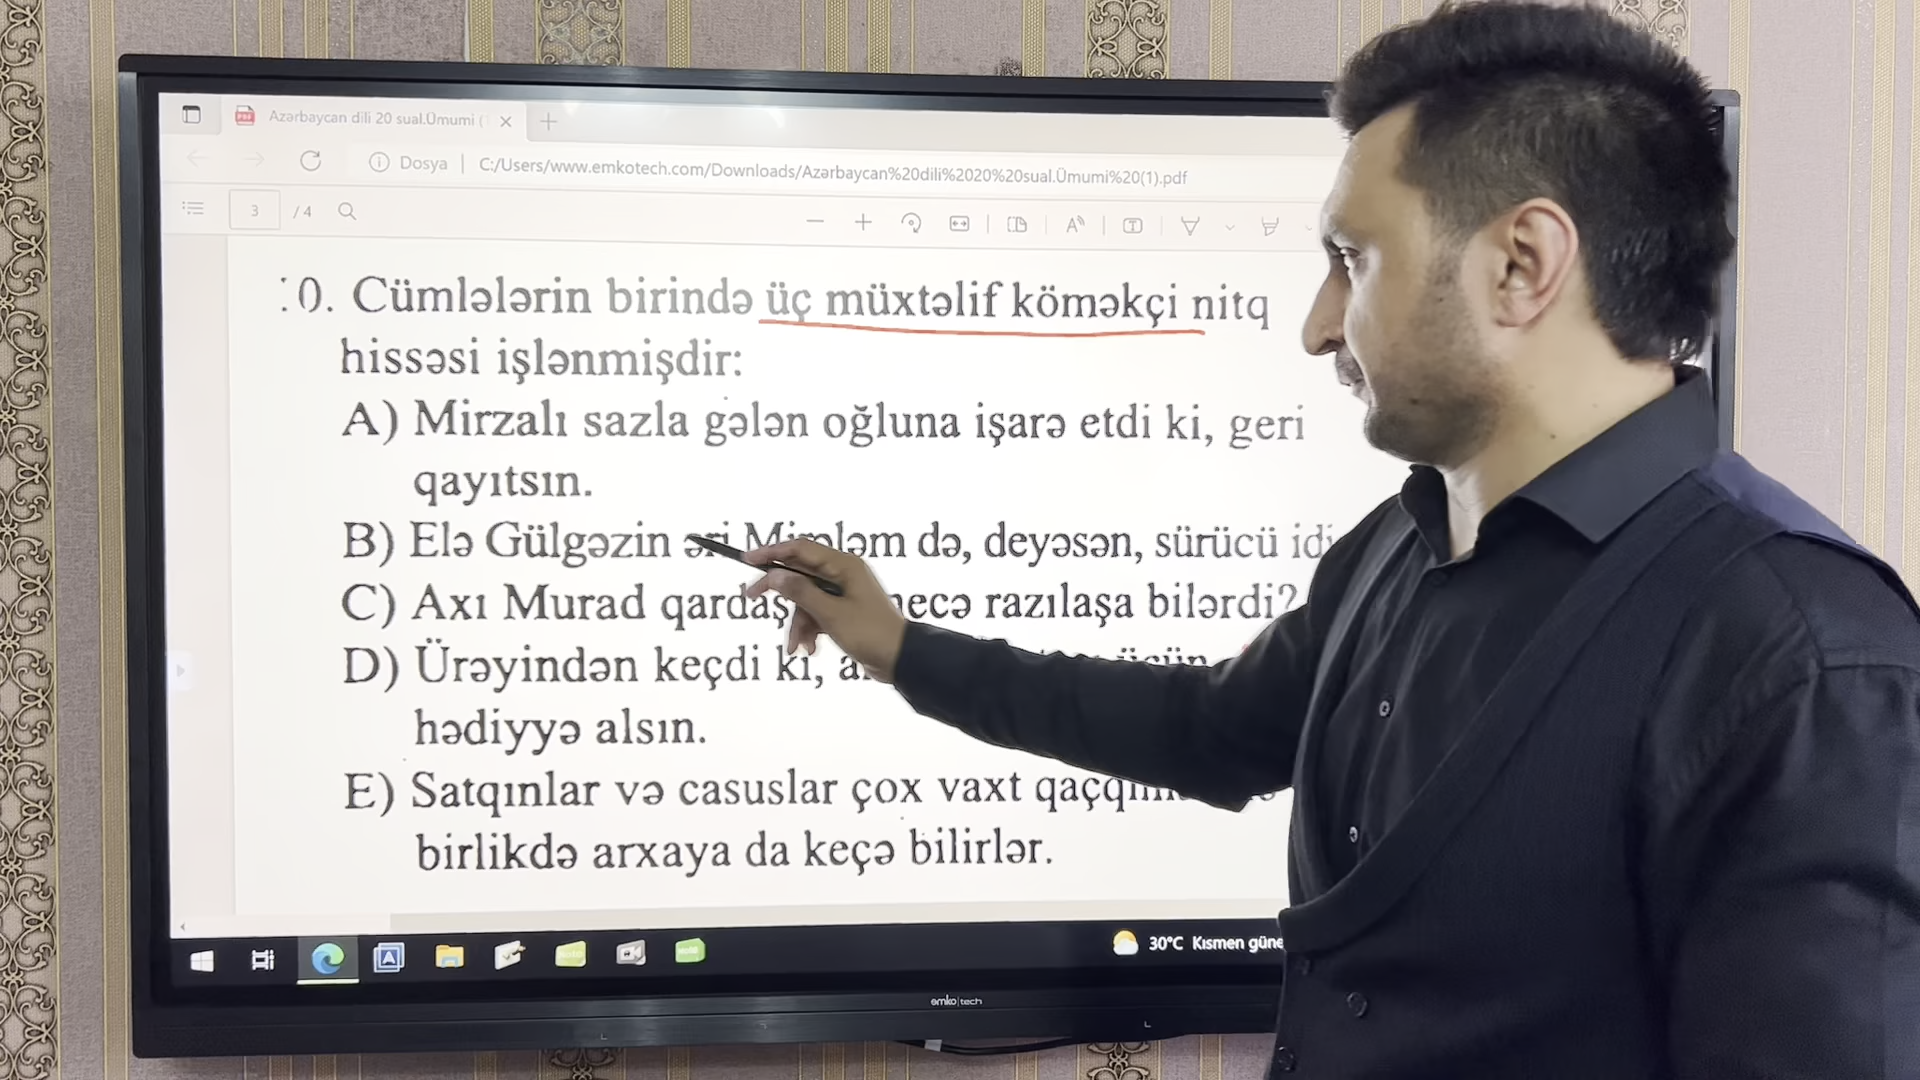 Azərbaycan dili 20 sual.Ümumi (
Dosya | C:/Users/www.emkotech.com/Downloads/Azərbaycan%20dili%2020%20sual.Ümumi%20(1).pdf
3 / 4
0. Cümlələrin birində üç müxtəlif köməkçi nitq
hissəsi işlənmişdir:
A) Mirzalı sazla gələn oğluna işarə etdi ki, geri
qayıtsın.
B) Elə Gülgəzin əri də, deyəsən, sürücü idi
C) Axı Murad razılaşa bilərdi?
D) Ürəyindən keçdi ki,
hədiyyə alsın.
E) Satqınlar və casuslar çox vaxt
birlikdə arxaya da keçə bilirlər.
30°C Kısmen güne
emko|tech